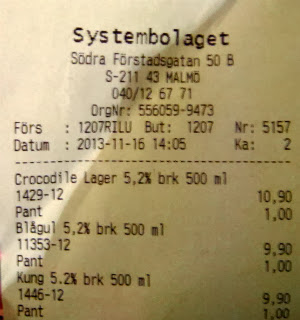 Systembolaget
Södra Förstadsgatan 50 B
S-211 43 MALMÖ
040/12 67 71
OrgNr: 556059-9473
Förs : 1207RILU But: 1207 Nr: 5157
Datum : 2013-11-16 14:05 Ka: 2
Crocodile Lager 5,2% brk 500 ml
1429-12 10,90
Pant 1,00
Blågul 5,2% brk 500 ml
11353-12 9,90
Pant 1,00
Kung 5.2% brk 500 ml
1446-12 9,90
Pant 1,00